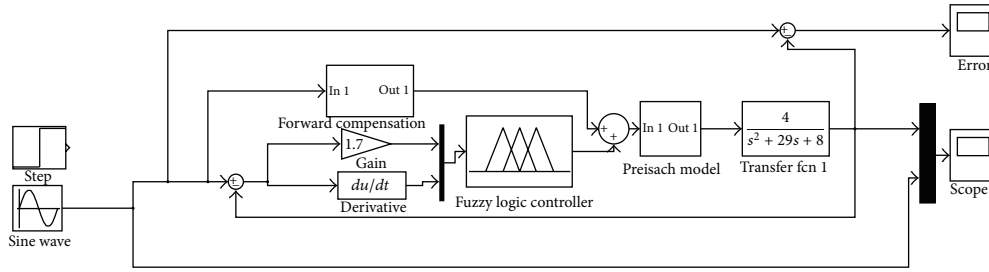 Error
In 1 Out 1
Forward compensation
Step
Sine wave
+
−
1.7
Gain
du/dt
Derivative
Fuzzy logic controller
+
+
In 1 Out 1
Preisach model
4
s² + 29s + 8
Transfer fcn 1
+
−
Scope